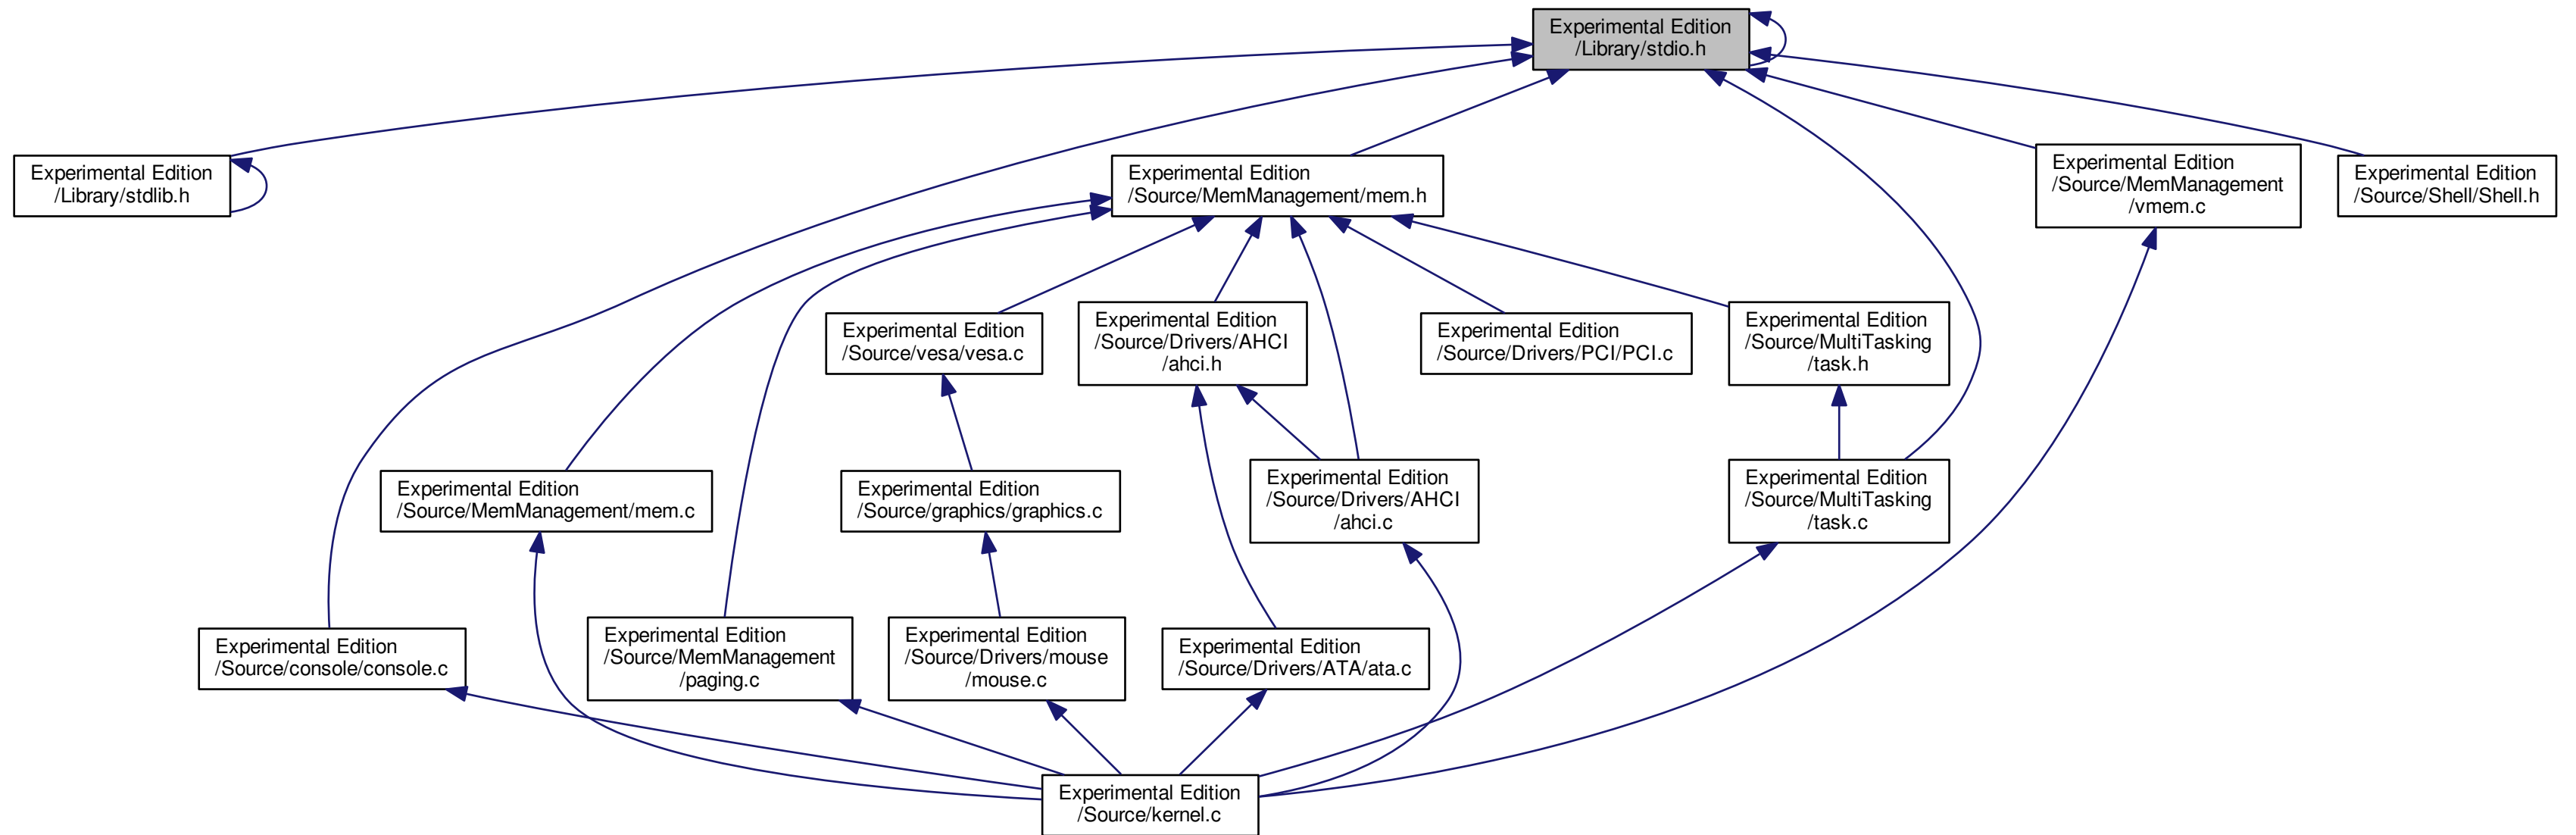 Experimental Edition
/Library/stdio.h
Experimental Edition
/Library/stdlib.h
Experimental Edition
/Source/MemManagement/mem.h
Experimental Edition
/Source/MemManagement
/vmem.c
Experimental Edition
/Source/Shell/Shell.h
Experimental Edition
/Source/vesa/vesa.c
Experimental Edition
/Source/Drivers/AHCI
/ahci.h
Experimental Edition
/Source/Drivers/PCI/PCI.c
Experimental Edition
/Source/MultiTasking
/task.h
Experimental Edition
/Source/MemManagement/mem.c
Experimental Edition
/Source/graphics/graphics.c
Experimental Edition
/Source/Drivers/AHCI
/ahci.c
Experimental Edition
/Source/MultiTasking
/task.c
Experimental Edition
/Source/console/console.c
Experimental Edition
/Source/MemManagement
/paging.c
Experimental Edition
/Source/Drivers/mouse
/mouse.c
Experimental Edition
/Source/Drivers/ATA/ata.c
Experimental Edition
/Source/kernel.c